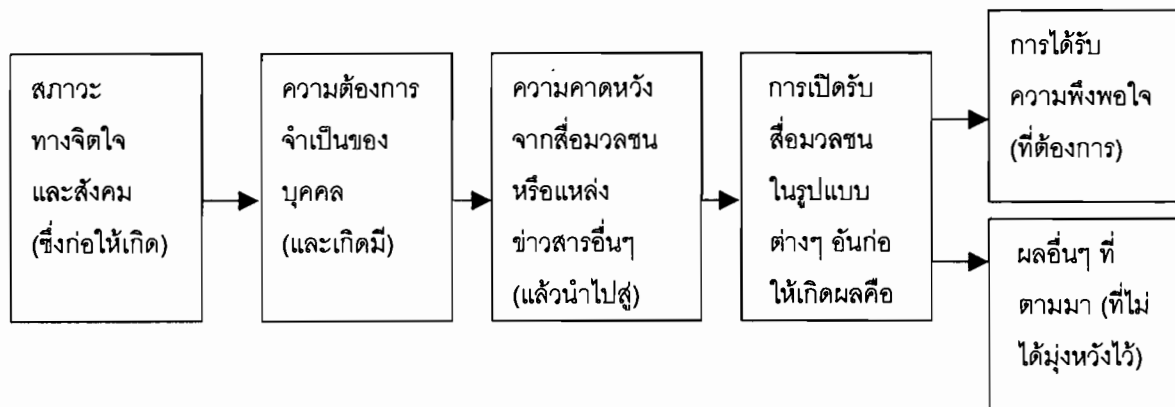 สภาวะ
ทางจิตใจ
และสังคม
(ซึ่งก่อให้เกิด)
ความต้องการ
จำเป็นของ
บุคคล
(และเกิดมี)
ความคาดหวัง
จากสื่อมวลชน
หรือแหล่ง
ข่าวสารอื่นๆ
(แล้วนำไปสู่)
การเปิดรับ
สื่อมวลชน
ในรูปแบบ
ต่างๆ อันก่อ
ให้เกิดผลคือ
การได้รับ
ความพึงพอใจ
(ที่ต้องการ)
ผลอื่นๆ ที่
ตามมา (ที่ไม่
ได้มุ่งหวังไว้)